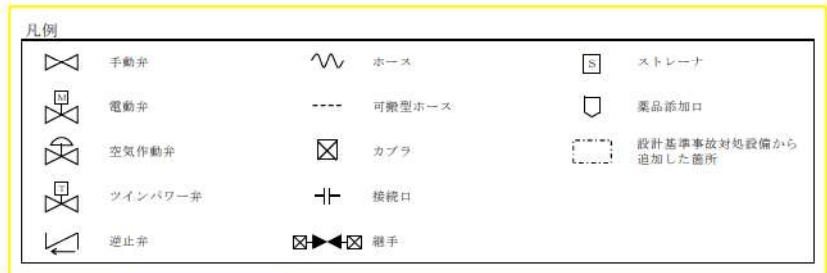 凡例
手動弁
ホース
S
ストレーナ
M
電動弁
可搬型ホース
薬品添加口
空気作動弁
カプラ
設計基準事故対処設備から
追加した箇所
T
ツインパワー弁
接続口
逆止弁
継手